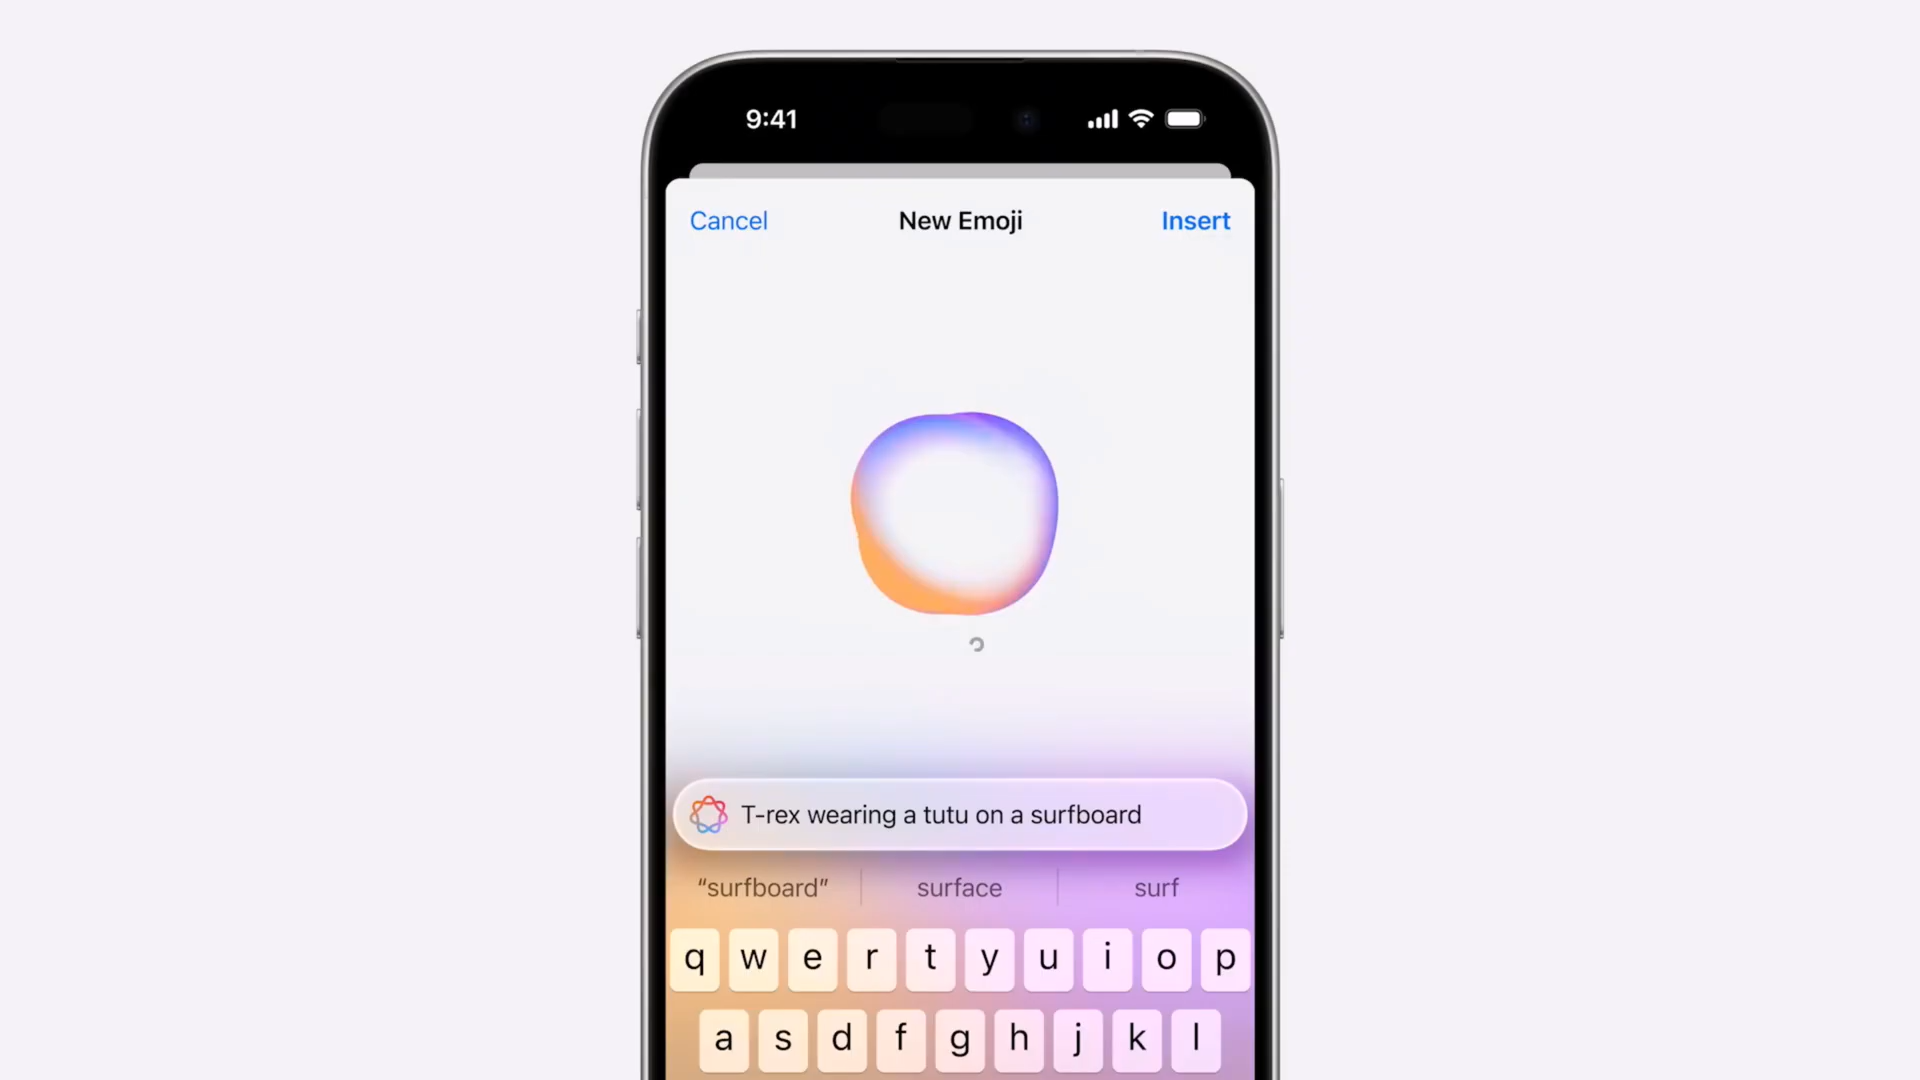 9:41
Cancel New Emoji Insert
T-rex wearing a tutu on a surfboard
“surfboard” surface surf
q w e r t y u i o p
a s d f g h j k l